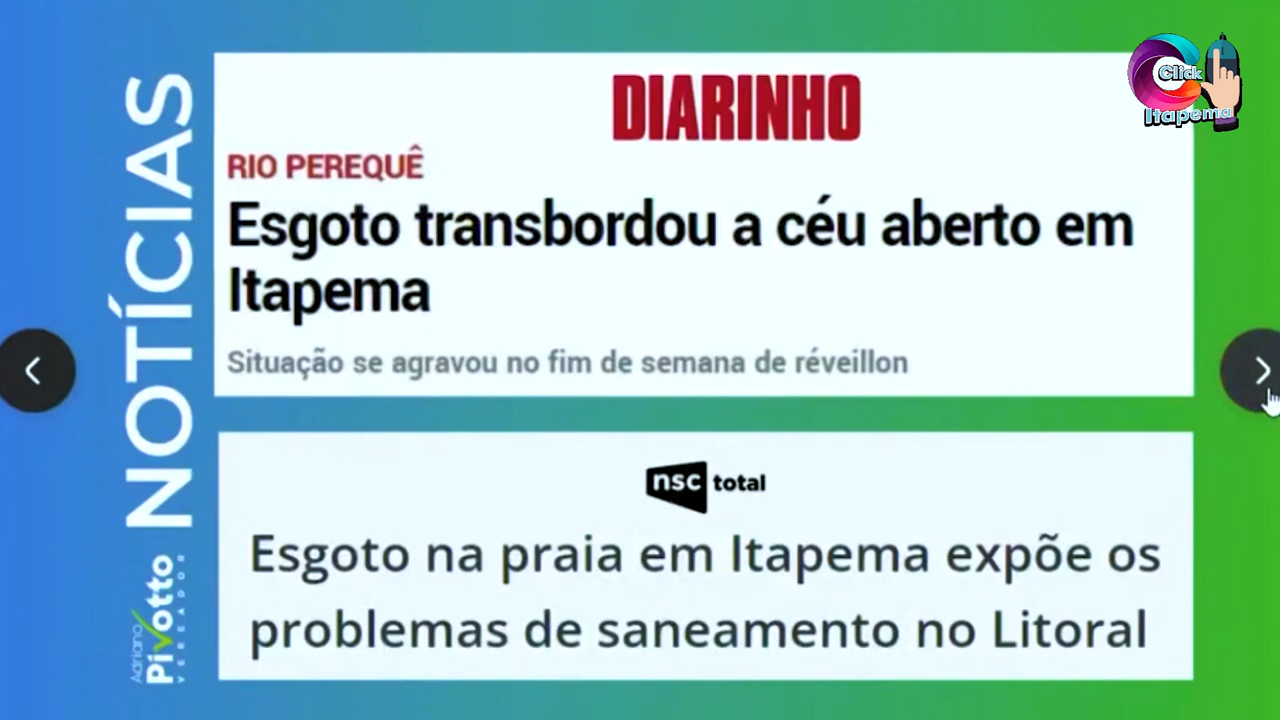 Click
Itapema
NOTÍCIAS
Adriano
Pivotto
VEREADOR
DIARINHO
RIO PEREQUÊ
Esgoto transbordou a céu aberto em
Itapema
Situação se agravou no fim de semana de réveillon
nsc total
Esgoto na praia em Itapema expõe os
problemas de saneamento no Litoral